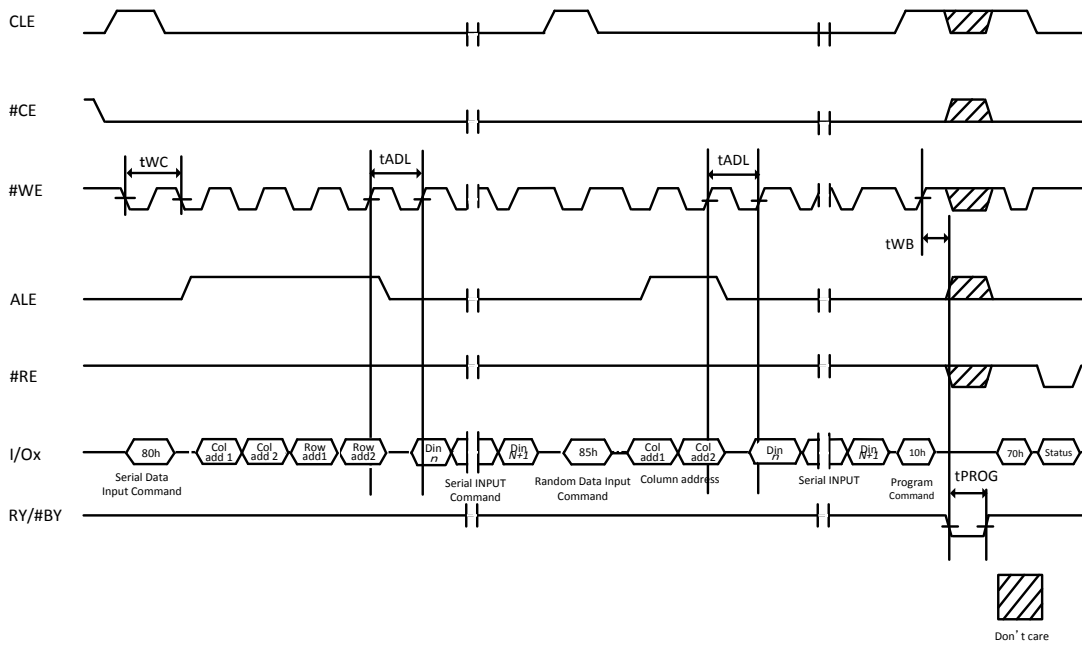 CLE
#CE
tWC
tADL
tADL
#WE
tWB
ALE
#RE
I/Ox
80h
Col
add 1
Col
add 2
Row
add1
Row
add2
Din
n
Din
N+1
85h
Col
add1
Col
add2
Din
n
Din
N+1
10h
70h
Status
Serial Data
Input Command
Serial INPUT
Command
Random Data Input
Command
Column address
Serial INPUT
Program
Command
tPROG
RY/#BY
Don't care